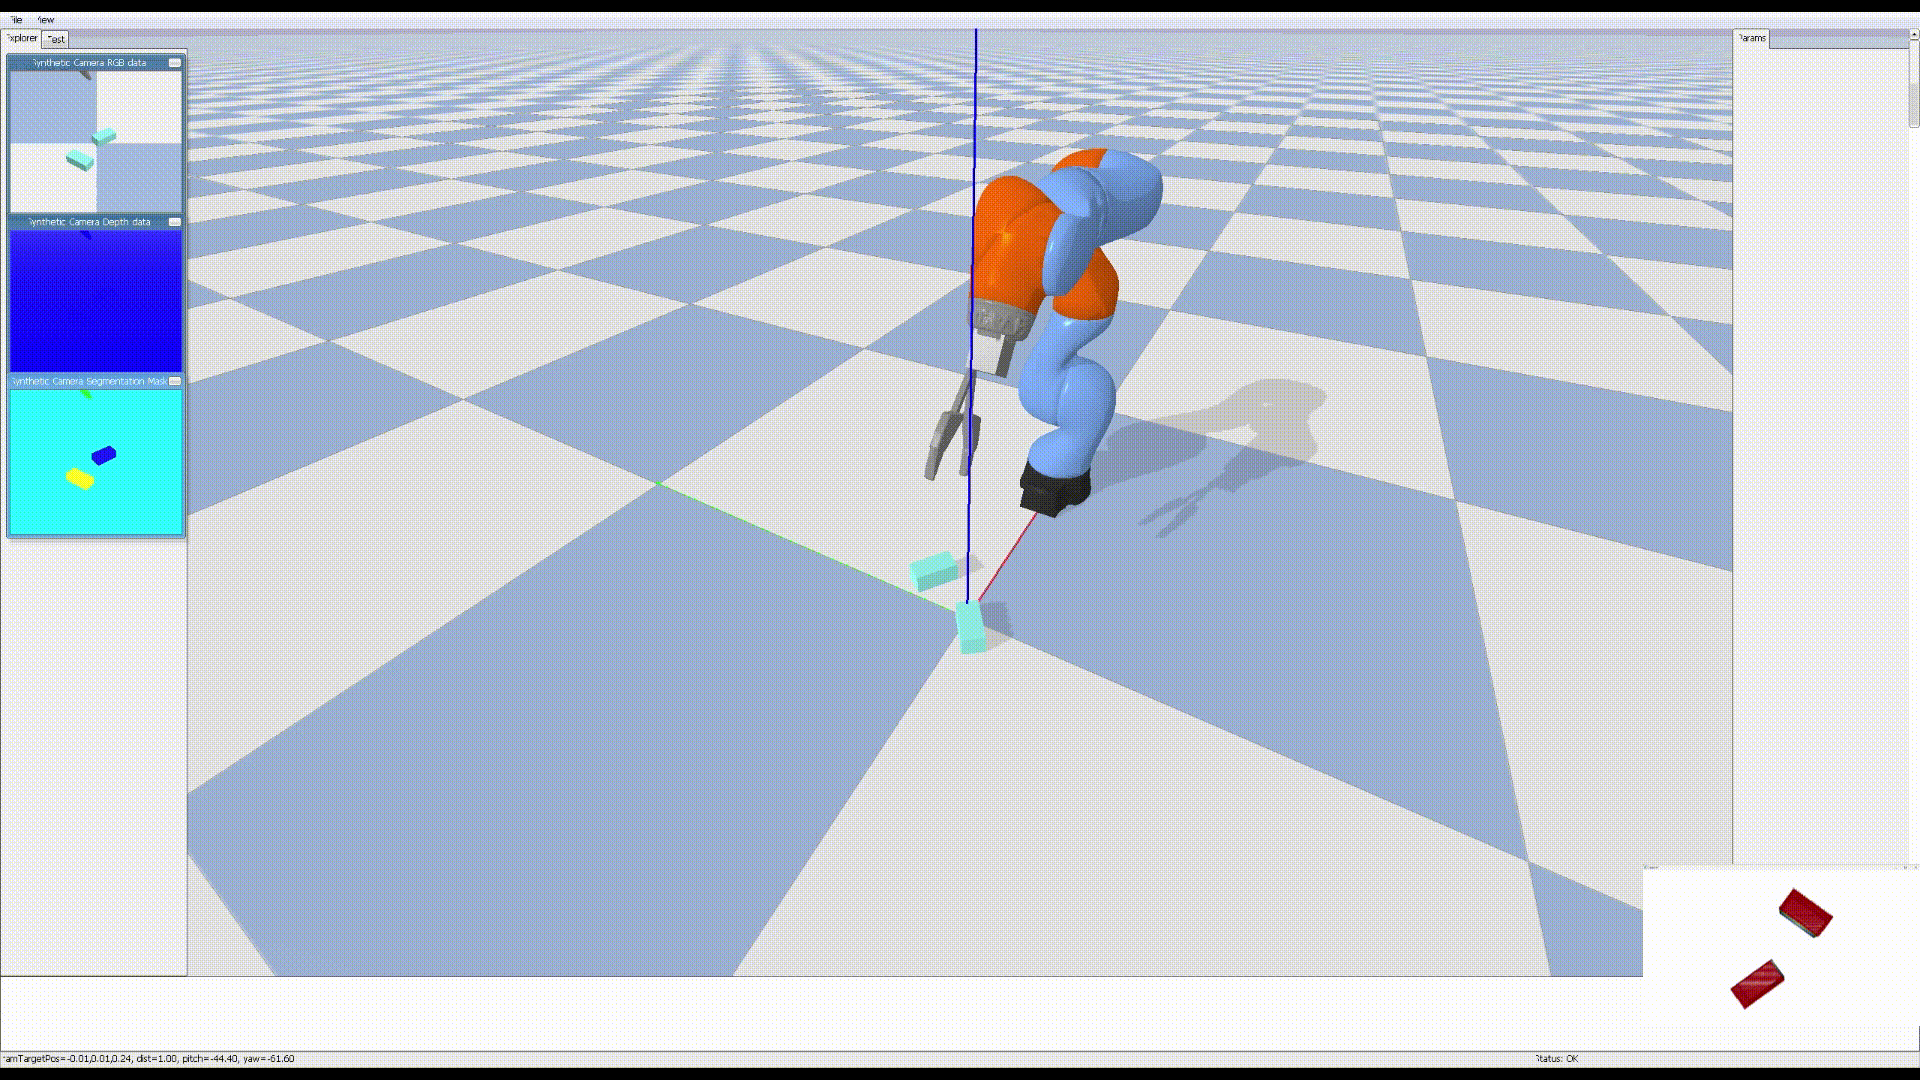 File View
Explorer Test
Params
Synthetic Camera RGB data
Synthetic Camera Depth data
Synthetic Camera Segmentation Mask
amTargetPos=-0.01,0.01,0.24, dist=1.00, pitch=-44.40, yaw=-61.60
Status: OK